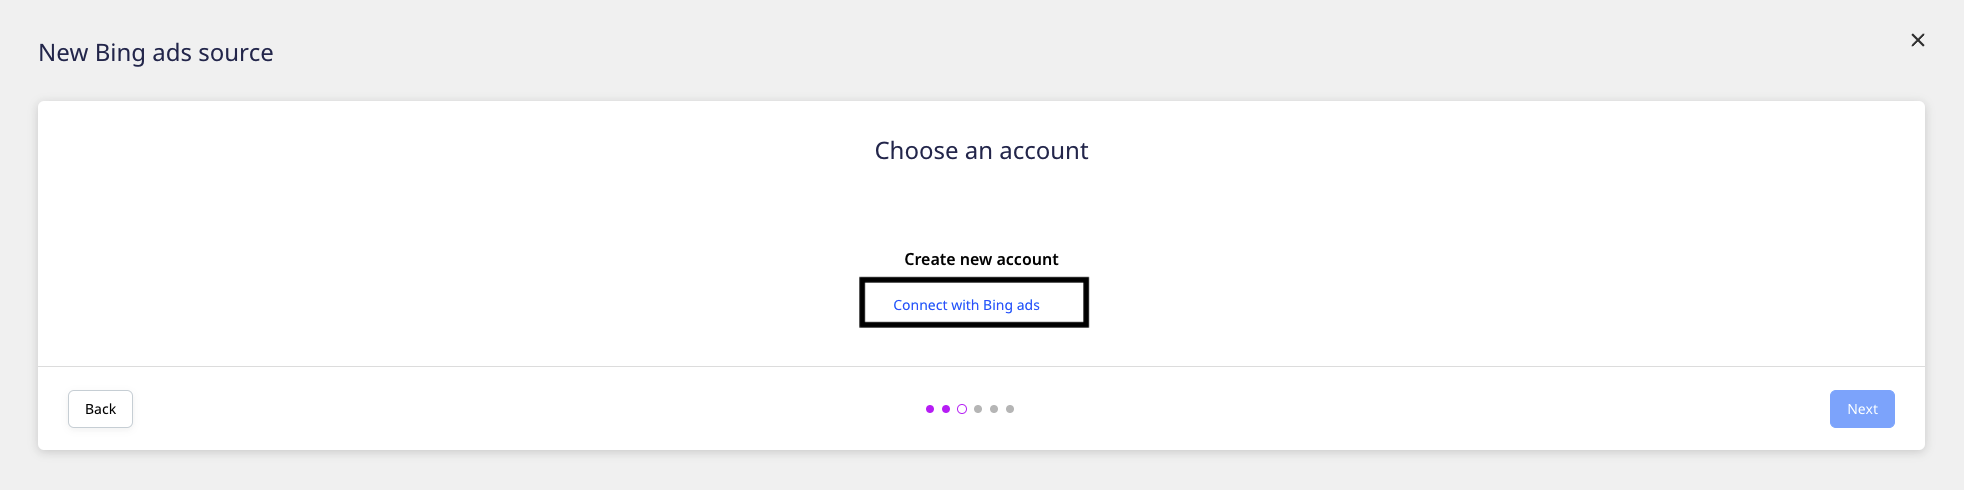 New Bing ads source
Choose an account
Create new account
Connect with Bing ads
Back
Next